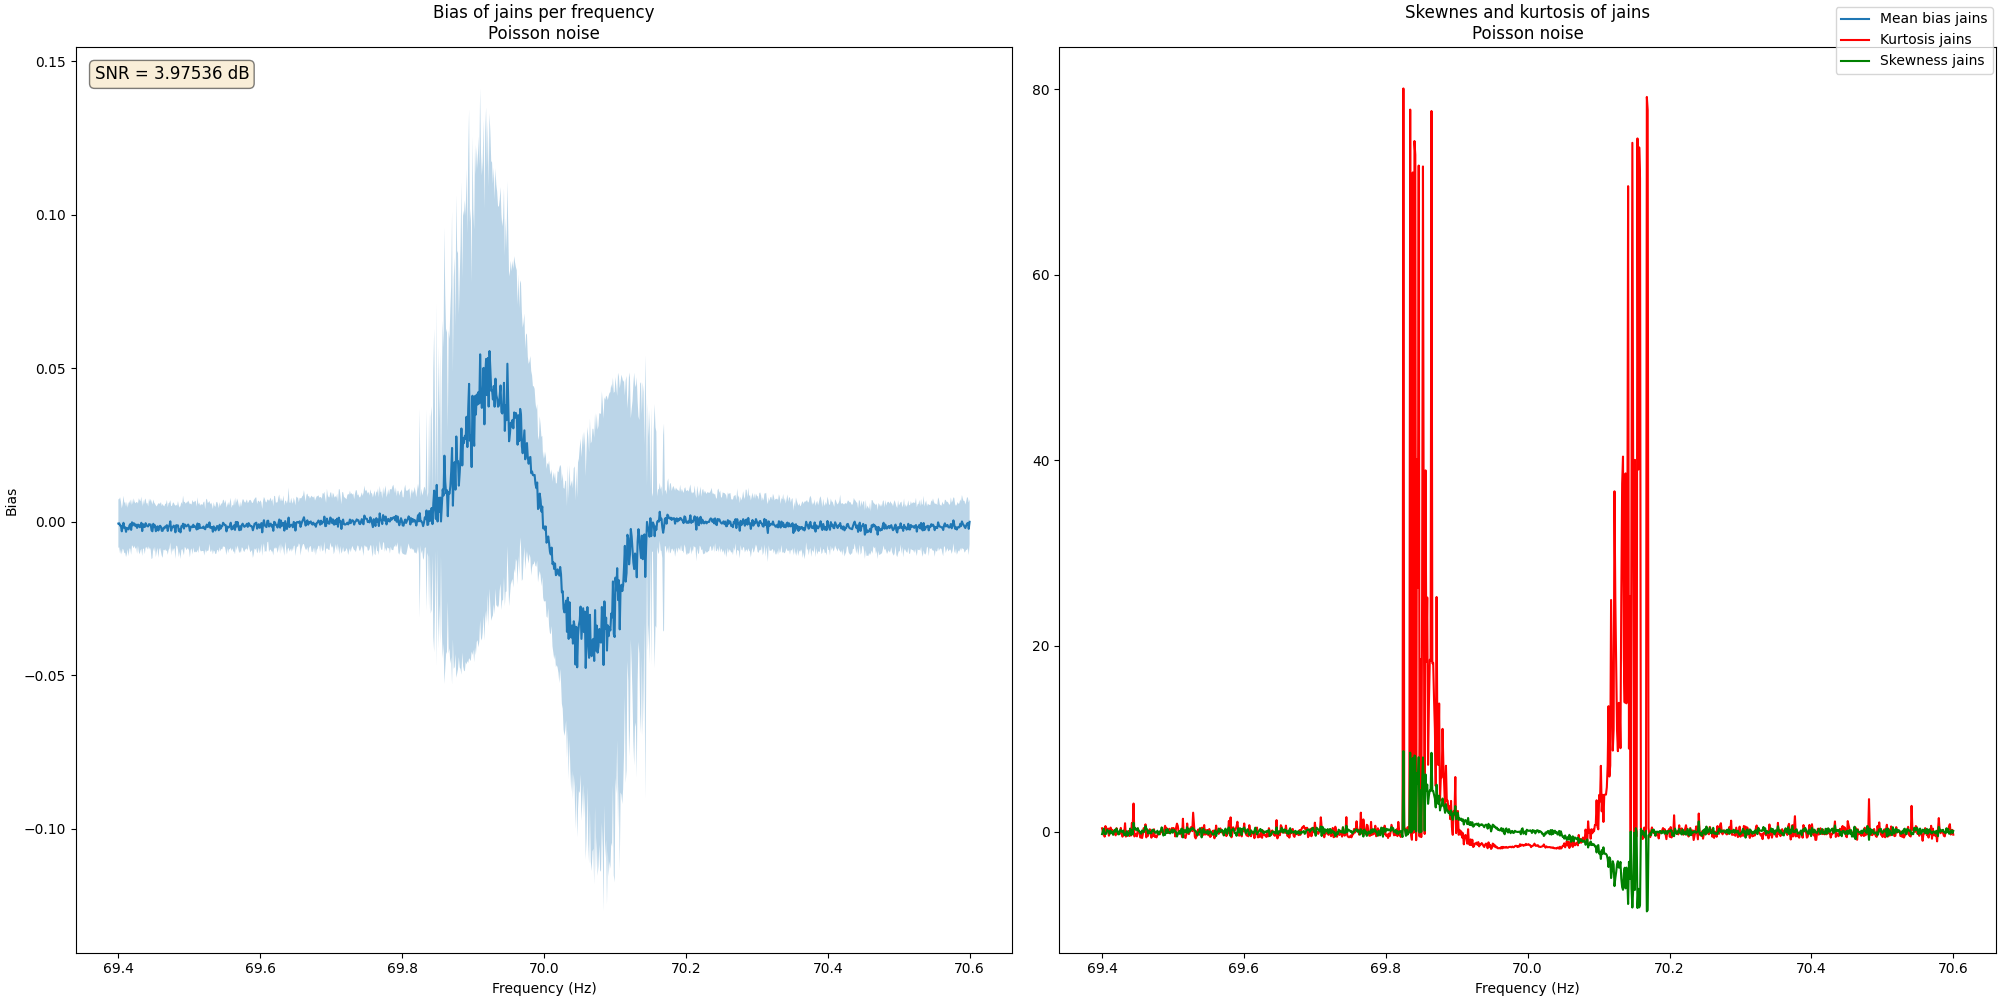 Bias of jains per frequency
Poisson noise
SNR = 3.97536 dB
0.15
0.10
0.05
0.00
−0.05
−0.10
Bias
69.4 69.6 69.8 70.0 70.2 70.4 70.6
Frequency (Hz)
Skewnes and kurtosis of jains
Poisson noise
Mean bias jains
Kurtosis jains
Skewness jains
80
60
40
20
0
69.4 69.6 69.8 70.0 70.2 70.4 70.6
Frequency (Hz)